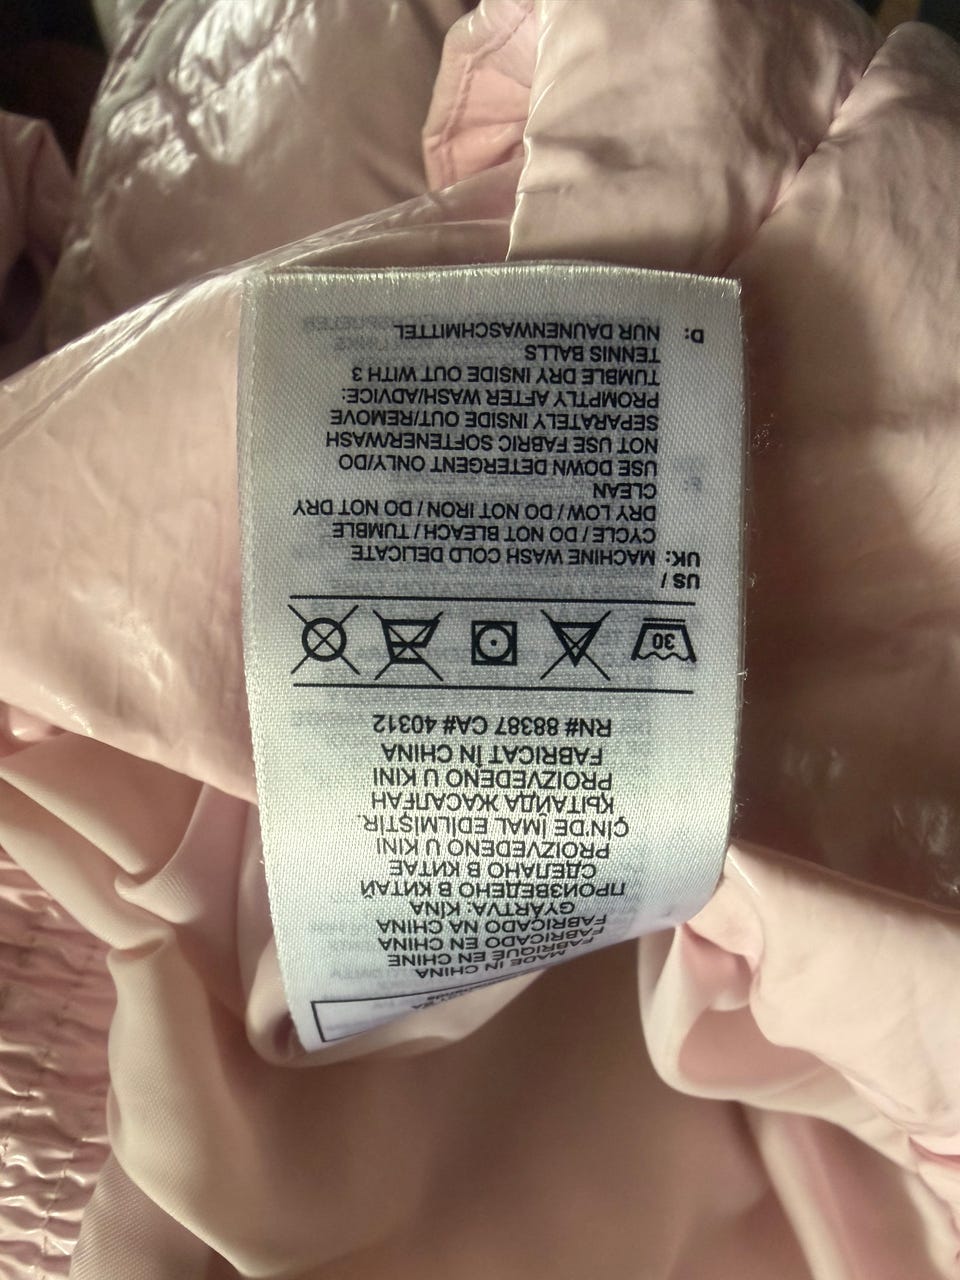 MADE IN CHINA
FABRIQUE EN CHINE
FABRICADO EN CHINA
FABRICADO NA CHINA
GYÁRTVA: KÍNA
ПРОИЗВЕДЕНО В КИТАЙ
СДЕЛАНО В КИТАЕ
PROIZVEDENO U KINI
ÇİN'DE İMAL EDİLMİŞTİR.
ҚЫТАЙДА ЖАСАЛҒАН
PROIZVEDENO U KINI
FABRICAT ÎN CHINA
RN# 88387 CA# 40312
30
US /
UK: MACHINE WASH COLD DELICATE
CYCLE / DO NOT BLEACH / TUMBLE
DRY LOW / DO NOT IRON / DO NOT DRY
CLEAN
USE DOWN DETERGENT ONLY/DO
NOT USE FABRIC SOFTENER/WASH
SEPARATELY INSIDE OUT/REMOVE
PROMPTLY AFTER WASH/ADVICE:
TUMBLE DRY INSIDE OUT WITH 3
TENNIS BALLS
D: NUR DAUNENWASCHMITTEL